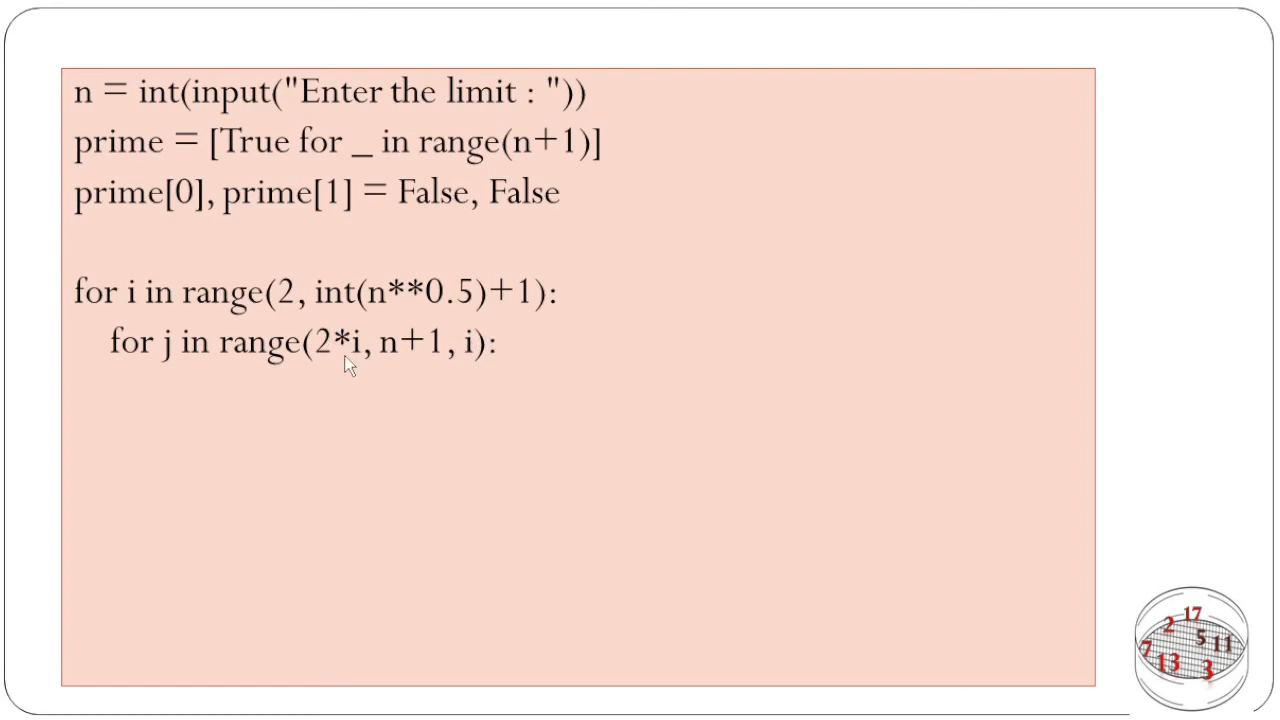 n = int(input("Enter the limit : "))
prime = [True for _ in range(n+1)]
prime[0], prime[1] = False, False
for i in range(2, int(n**0.5)+1):
    for j in range(2*i, n+1, i):
2 17
7 5 11
13 3